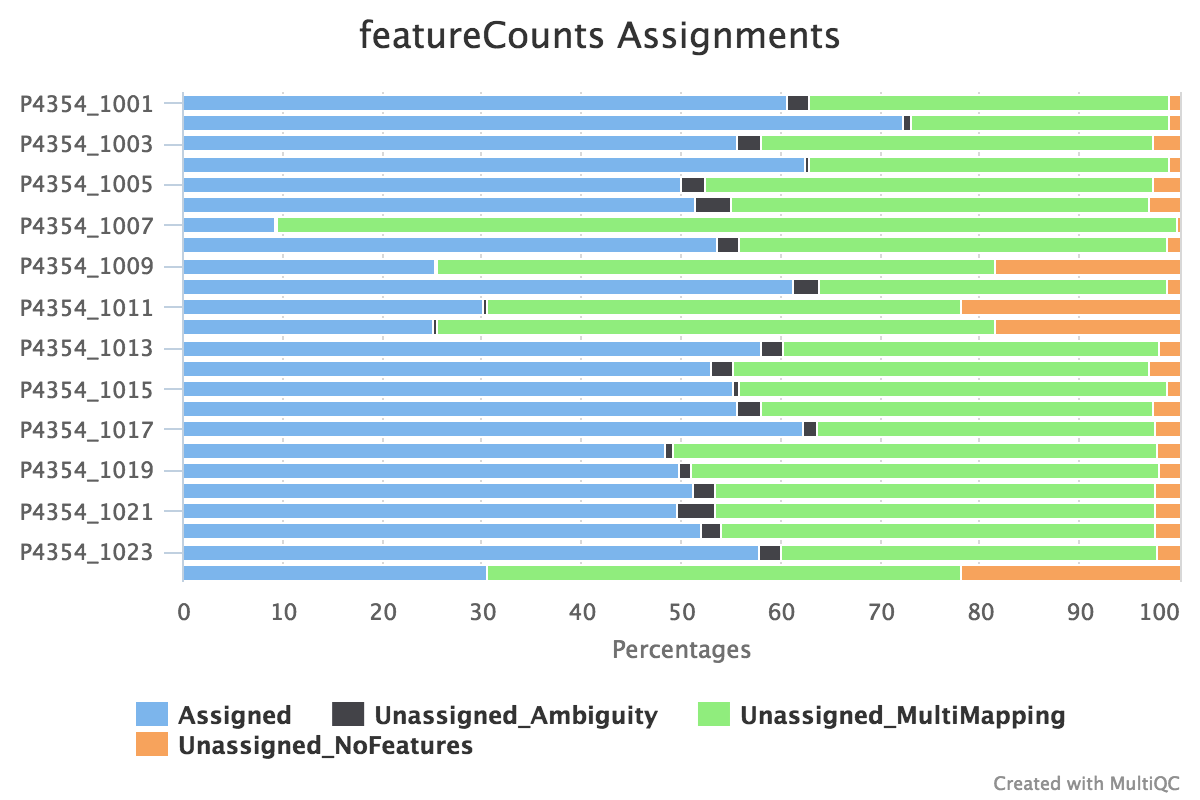 featureCounts Assignments
P4354_1001
P4354_1003
P4354_1005
P4354_1007
P4354_1009
P4354_1011
P4354_1013
P4354_1015
P4354_1017
P4354_1019
P4354_1021
P4354_1023
0 10 20 30 40 50 60 70 80 90 100
Percentages
Assigned Unassigned_Ambiguity Unassigned_MultiMapping
Unassigned_NoFeatures
Created with MultiQC